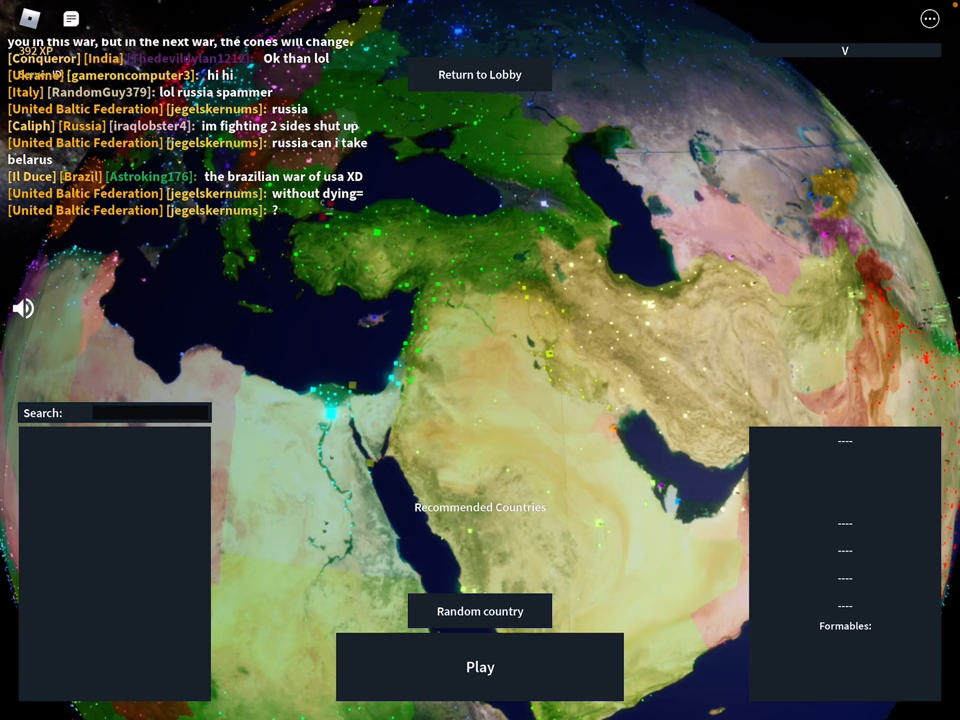 you in this war, but in the next war, the cones will change.
392 XP
V
[Conqueror] [India] [Thedevildylan1212]: Ok than lol
Return to Lobby
[Ukraine] [gameroncomputer3]: hi hi
[Italy] [RandomGuy379]: lol russia spammer
[United Baltic Federation] [jegelskernums]: russia
[Caliph] [Russia] [iraqlobster4]: im fighting 2 sides shut up
[United Baltic Federation] [jegelskernums]: russia can i take
belarus
[Il Duce] [Brazil] [Astroking176]: the brazilian war of usa XD
[United Baltic Federation] [jegelskernums]: without dying=
[United Baltic Federation] [jegelskernums]: ?
Search:
----
Recommended Countries
----
----
----
----
Random country
Formables:
Play